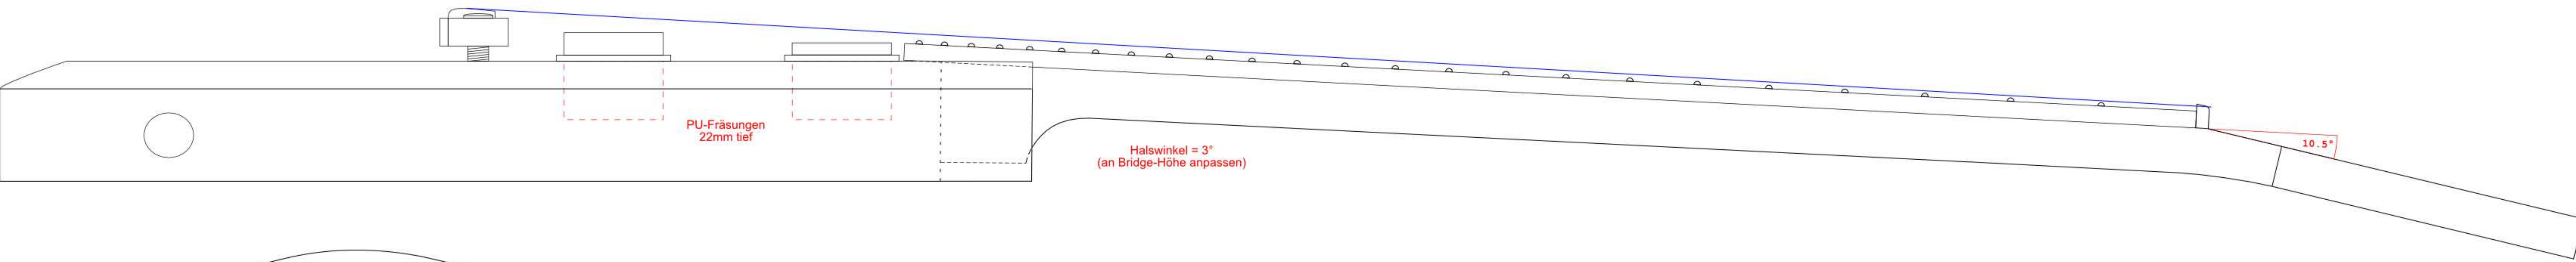 PU-Fräsungen
22mm tief
Halswinkel = 3°
(an Bridge-Höhe anpassen)
10.5°